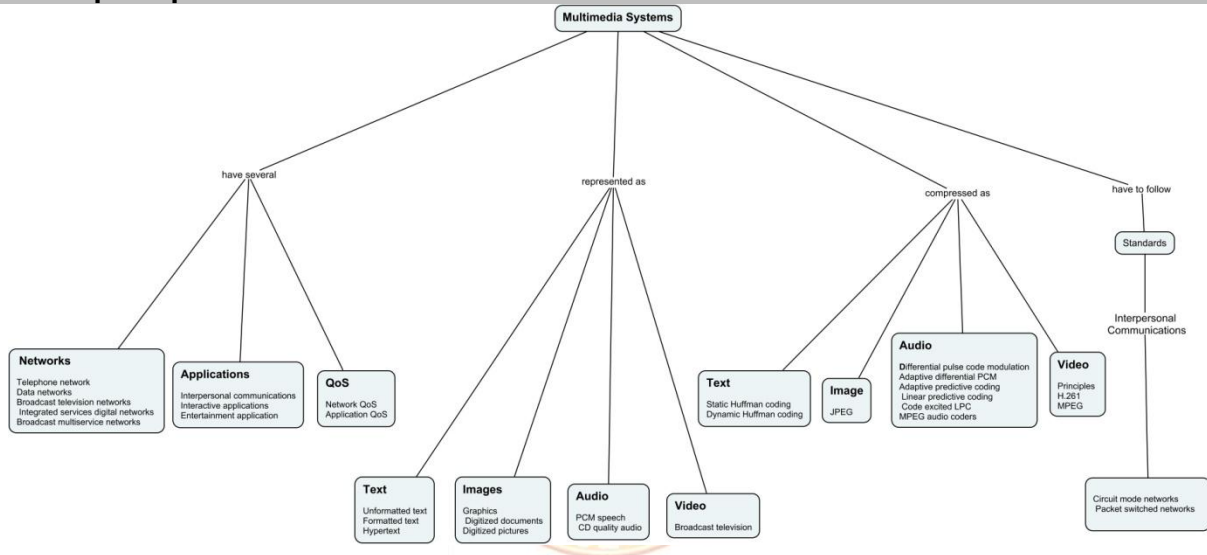 Multimedia Systems
have several
represented as
compressed as
have to follow
Standards
Interpersonal
Communications
Networks
Telephone network
Data networks
Broadcast television networks
Integrated services digital networks
Broadcast multiservice networks
Applications
Interpersonal communications
Interactive applications
Entertainment application
QoS
Network QoS
Application QoS
Text
Unformatted text
Formatted text
Hypertext
Images
Graphics
Digitized documents
Digitized pictures
Audio
PCM speech
CD quality audio
Video
Broadcast television
Text
Static Huffman coding
Dynamic Huffman coding
Image
JPEG
Audio
Differential pulse code modulation
Adaptive differential PCM
Adaptive predictive coding
Linear predictive coding
Code excited LPC
MPEG audio coders
Video
Principles
H.261
MPEG
Circuit mode networks
Packet switched networks